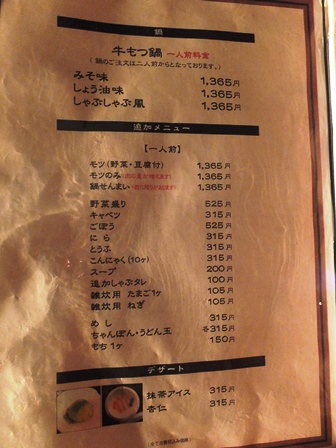 鍋
牛もつ鍋 一人前料金
(鍋のご注文は二人前からとなっております。)
みそ味 1,365円
しょう油味 1,365円
しゃぶしゃぶ風 1,365円
追加メニュー
【一人前】
モツ(野菜・豆腐付) 1,365円
モツのみ 1,365円
鍋せんまい 1,365円
野菜盛り 525円
キャベツ 315円
ごぼう 525円
にら 315円
とうふ 315円
こんにゃく(10ヶ) 315円
スープ 200円
追加しゃぶタレ 100円
雑炊用 たまご1ヶ 105円
雑炊用 ねぎ 105円
めし 315円
ちゃんぽん・うどん玉 各315円
もち1ヶ 150円
デザート
抹茶アイス 315円
杏仁 315円